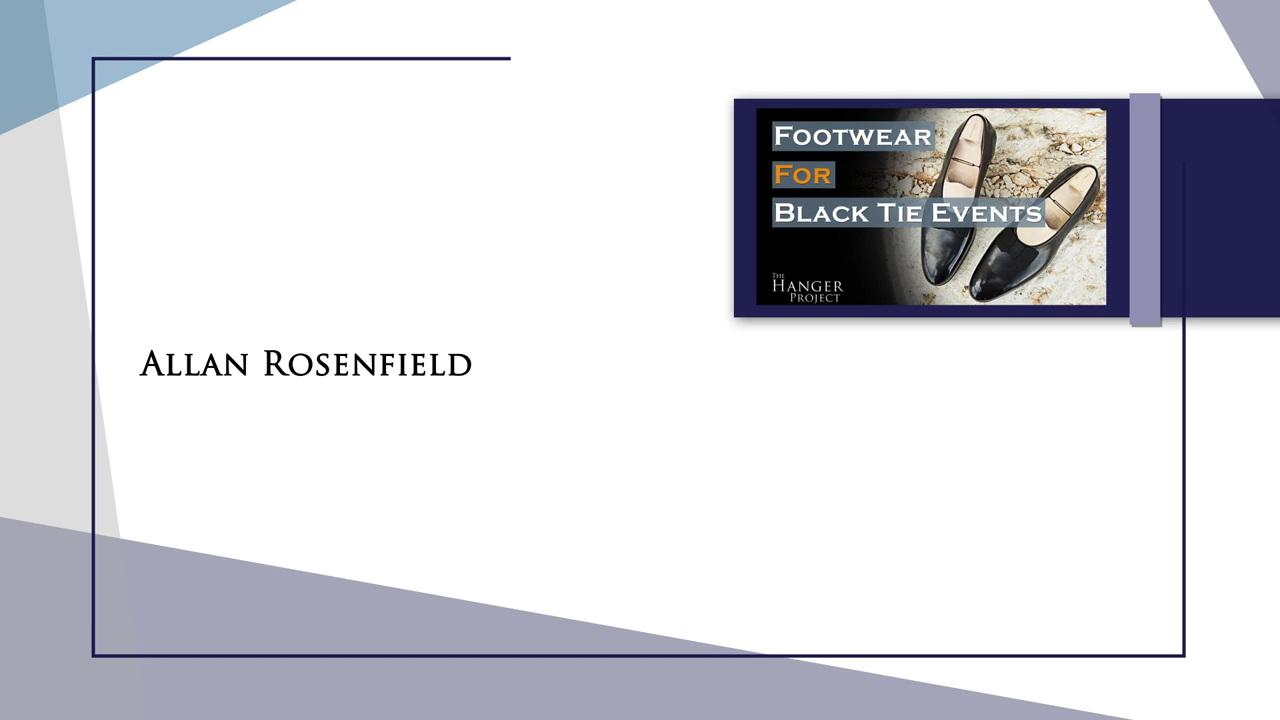 Footwear
For
Black Tie Events
The
Hanger
Project
Allan Rosenfield